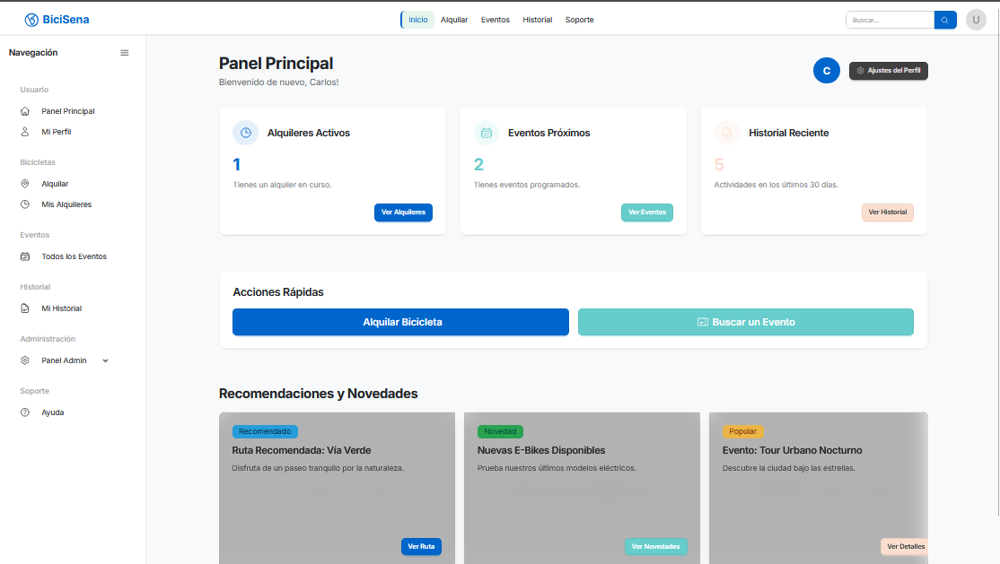 BiciSena
Inicio Alquilar Eventos Historial Soporte
Buscar...
U
Navegación
Usuario
Panel Principal
Mi Perfil
Bicicletas
Alquilar
Mis Alquileres
Eventos
Todos los Eventos
Historial
Mi Historial
Administración
Panel Admin
Soporte
Ayuda
Panel Principal
Bienvenido de nuevo, Carlos!
C
Ajustes del Perfil
Alquileres Activos
1
Tienes un alquiler en curso.
Ver Alquileres
Eventos Próximos
2
Tienes eventos programados.
Ver Eventos
Historial Reciente
5
Actividades en los últimos 30 días.
Ver Historial
Acciones Rápidas
Alquilar Bicicleta
Buscar un Evento
Recomendaciones y Novedades
Recomendado
Ruta Recomendada: Vía Verde
Disfruta de un paseo tranquilo por la naturaleza.
Ver Ruta
Novedad
Nuevas E-Bikes Disponibles
Prueba nuestros últimos modelos eléctricos.
Ver Novedades
Popular
Evento: Tour Urbano Nocturno
Descubre la ciudad bajo las estrellas.
Ver Detalles